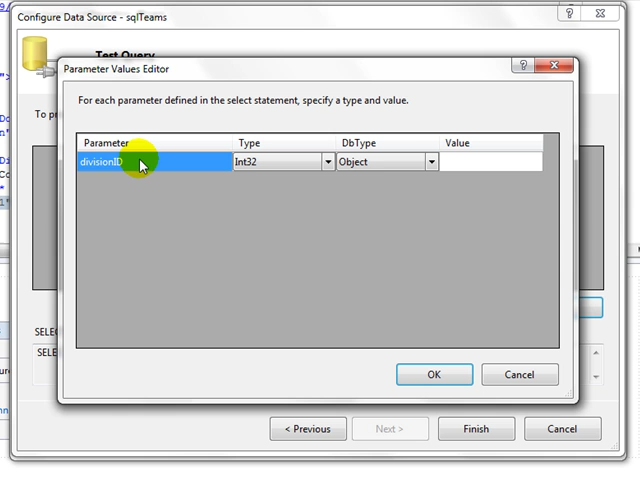 Configure Data Source - sqlTeams
Test Query
Parameter Values Editor
For each parameter defined in the select statement, specify a type and value.
To
Parameter Type DbType Value
divisionID Int32 Object
OK Cancel
< Previous Next > Finish Cancel